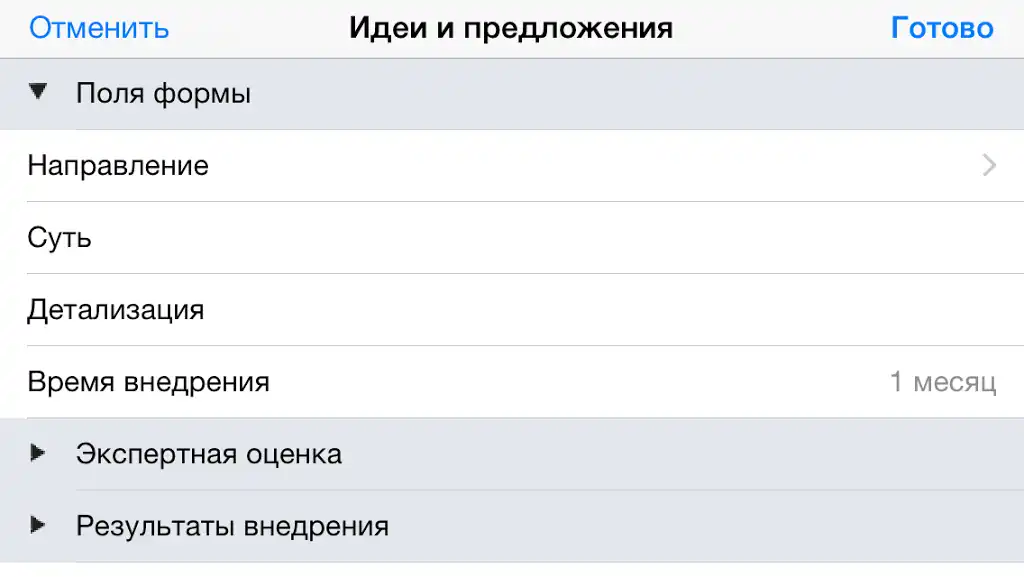 Отменить Идеи и предложения Готово
Поля формы
Направление
Суть
Детализация
Время внедрения 1 месяц
Экспертная оценка
Результаты внедрения